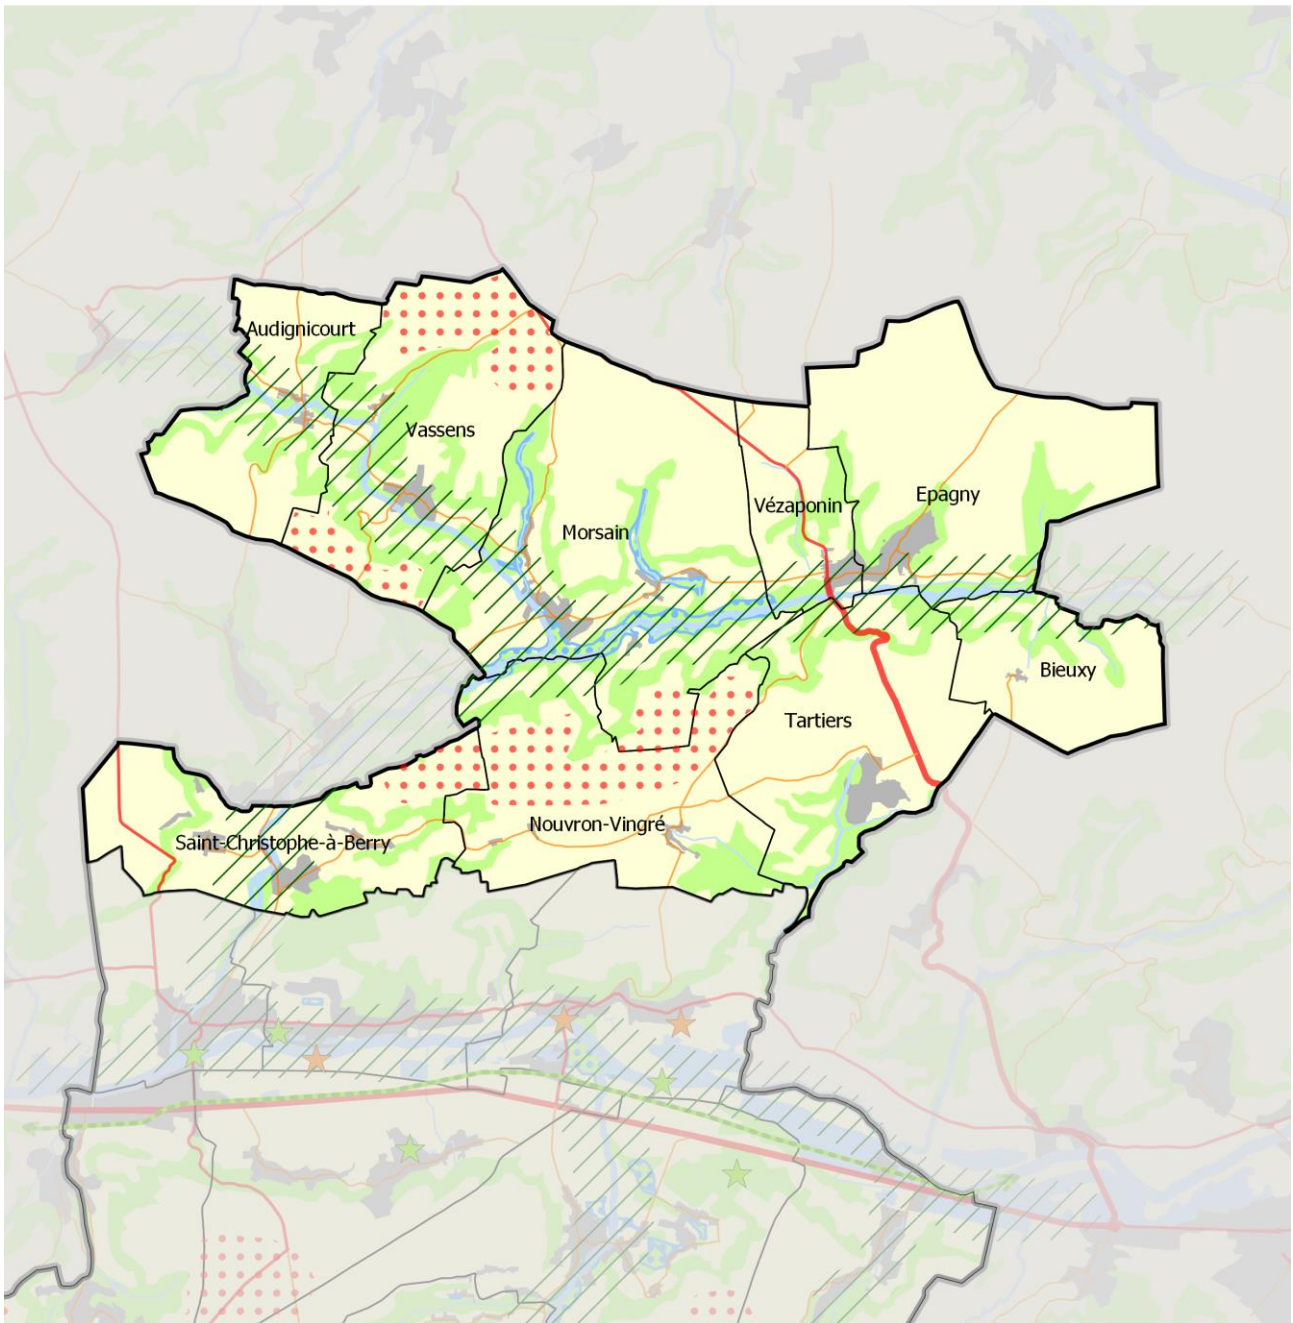 Audignicourt
Vassens
Epagny
Vézaponin
Morsain
Bieuxy
Tartiers
Nouvron-Vingré
Saint-Christophe-à-Berry